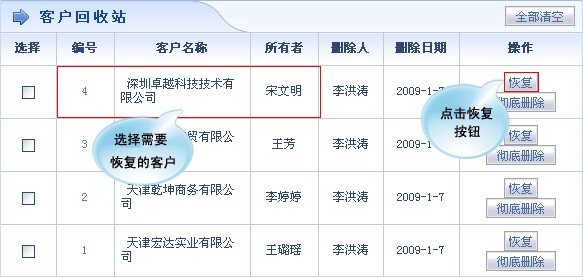 客户回收站
全部清空
选择 编号 客户名称 所有者 删除人 删除日期 操作
4 深圳卓越科技技术有 宋文明 李洪涛 2009-1-7 恢复
限公司 彻底删除
选择需要
恢复的客户
点击恢复
按钮
3 贸有限公 王芳 李洪涛 恢复
彻底删除
2 天津乾坤商务有限公 李婷婷 李洪涛 2009-1-7 恢复
司 彻底删除
1 天津宏达实业有限公 王璐瑶 李洪涛 2009-1-7 恢复
司 彻底删除